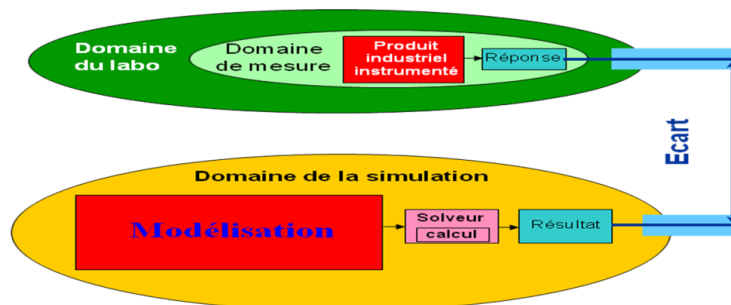 Domaine
du labo
Domaine
de mesure
Produit
industriel
instrumenté
Réponse
Ecart
Domaine de la simulation
Modélisation
Solveur
calcul
Résultat